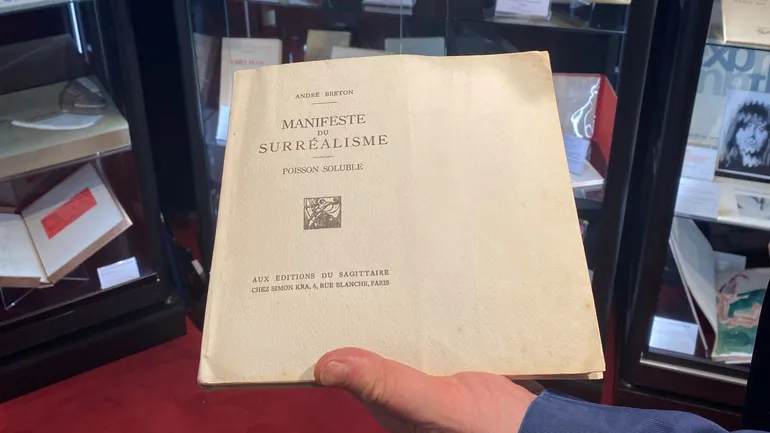 ANDRÉ BRETON
MANIFESTE
DU
SURRÉALISME
POISSON SOLUBLE
AUX ÉDITIONS DU SAGITTAIRE
CHEZ SIMON KRA, 6, RUE BLANCHE, PARIS